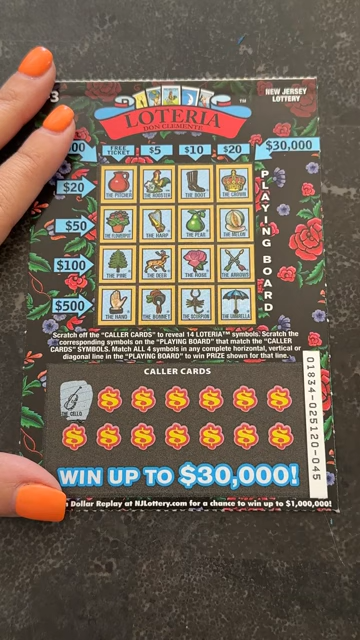 3
NEW JERSEY
LOTTERY
LOTERIA™
DON CLEMENTE
00
FREE
TICKET
$5
$10
$20
$30,000
$20
THE PITCHER
THE ROOSTER
THE BOOT
THE CROWN
$50
THE FLOWERPOT
THE HARP
THE PEAR
THE MELON
$100
THE PINE
THE DEER
THE ROSE
THE ARROWS
$500
THE HAND
THE BONNET
THE SCORPION
THE UMBRELLA
PLAYING BOARD
Scratch off the "CALLER CARDS" to reveal 14 LOTERIA™ symbols. Scratch the
corresponding symbols on the "PLAYING BOARD" that match the "CALLER
CARDS" SYMBOLS. Match ALL 4 symbols in any complete horizontal, vertical or
diagonal line in the "PLAYING BOARD" to win PRIZE shown for that line.
CALLER CARDS
THE CELLO
$ $ $ $ $ $
$ $ $ $ $ $ $
01834-025120-045
WIN UP TO $30,000!
n Dollar Replay at NJLottery.com for a chance to win up to $1,000,000!